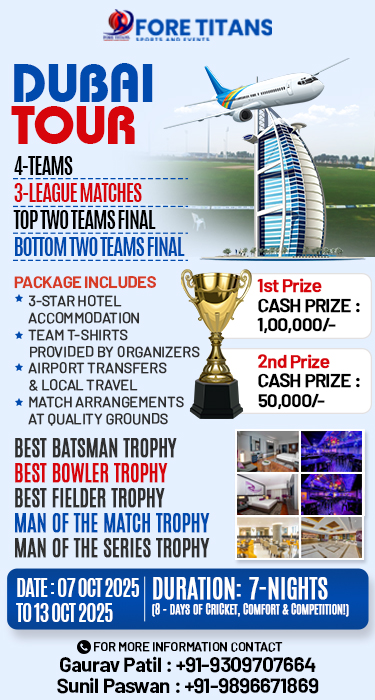 FORE TITANS
SPORTS AND EVENTS
DUBAI
TOUR
4-TEAMS
3-LEAGUE MATCHES
TOP TWO TEAMS FINAL
BOTTOM TWO TEAMS FINAL
PACKAGE INCLUDES
3-STAR HOTEL
ACCOMMODATION
TEAM T-SHIRTS
PROVIDED BY ORGANIZERS
AIRPORT TRANSFERS
& LOCAL TRAVEL
MATCH ARRANGEMENTS
AT QUALITY GROUNDS
1st Prize
CASH PRIZE :
1,00,000/-
2nd Prize
CASH PRIZE :
50,000/-
BEST BATSMAN TROPHY
BEST BOWLER TROPHY
BEST FIELDER TROPHY
MAN OF THE MATCH TROPHY
MAN OF THE SERIES TROPHY
DATE : 07 OCT 2025
TO 13 OCT 2025
DURATION: 7-NIGHTS
(8 - DAYS OF CRICKET, COMFORT & COMPETITION!)
FOR MORE INFORMATION CONTACT
Gaurav Patil : +91-9309707664
Sunil Paswan : +91-9896671869